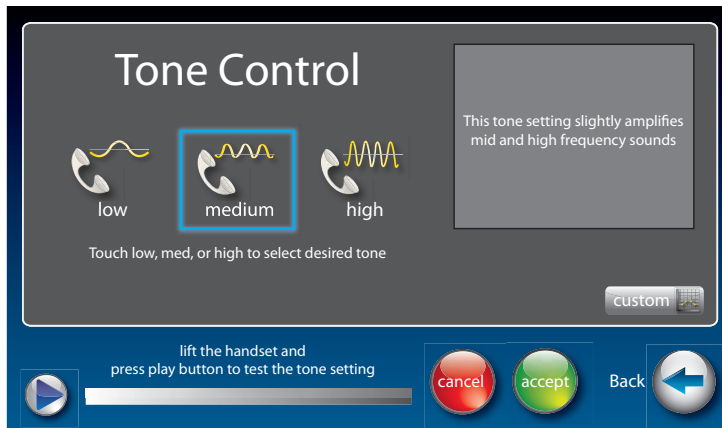 Tone Control
This tone setting slightly amplifies
mid and high frequency sounds
low
medium
high
Touch low, med, or high to select desired tone
custom
lift the handset and
press play button to test the tone setting
cancel
accept
Back